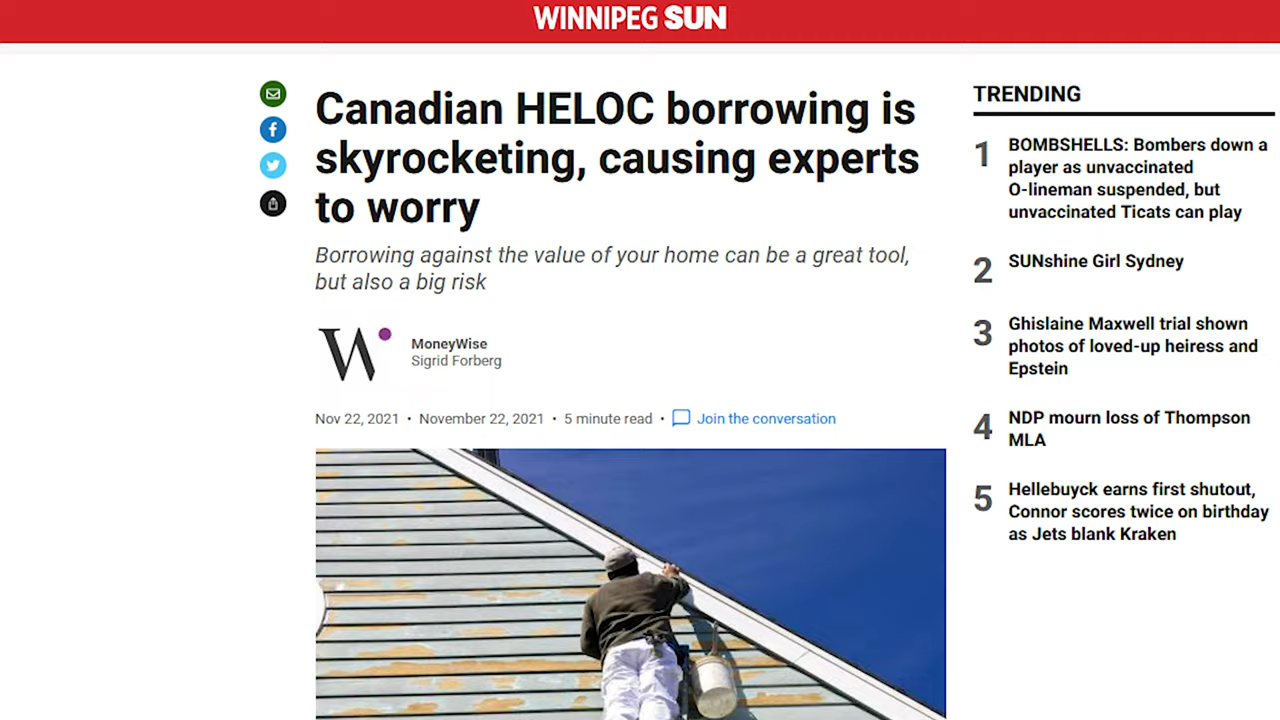 WINNIPEG SUN
Canadian HELOC borrowing is
skyrocketing, causing experts
to worry
Borrowing against the value of your home can be a great tool,
but also a big risk
W
MoneyWise
Sigrid Forberg
Nov 22, 2021 • November 22, 2021 • 5 minute read • Join the conversation
TRENDING
1
BOMBSHELLS: Bombers down a
player as unvaccinated
O-lineman suspended, but
unvaccinated Ticats can play
2
SUNshine Girl Sydney
3
Ghislaine Maxwell trial shown
photos of loved-up heiress and
Epstein
4
NDP mourn loss of Thompson
MLA
5
Hellebuyck earns first shutout,
Connor scores twice on birthday
as Jets blank Kraken